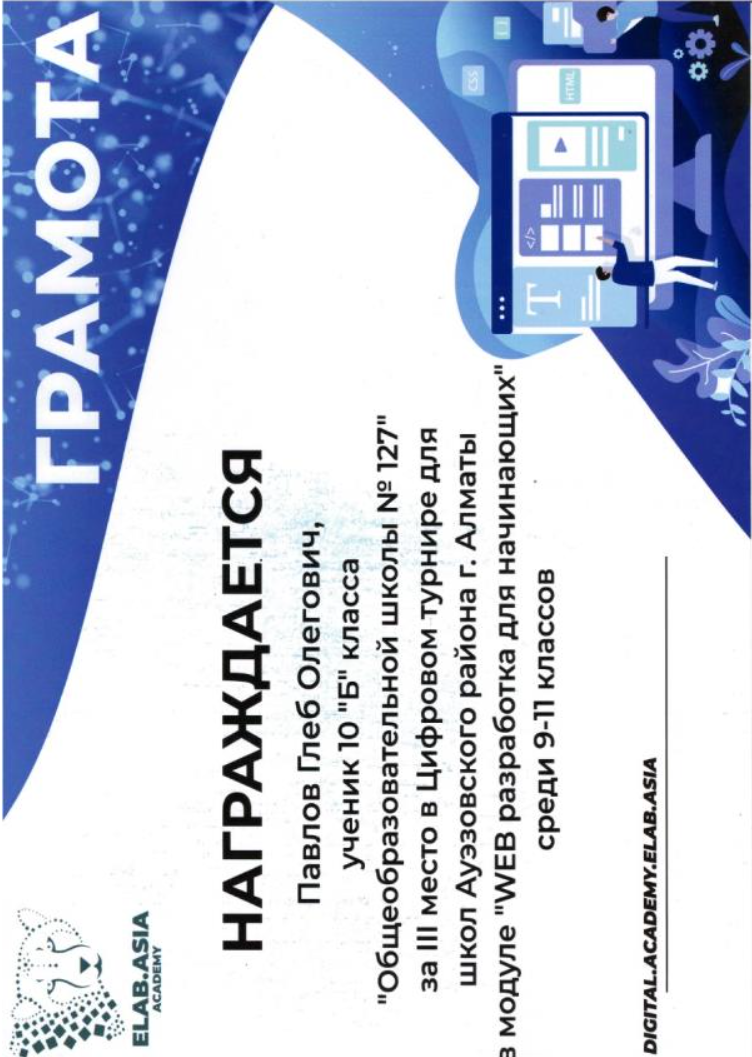 ELAB.ASIA
ACADEMY
ГРАМОТА
CSS
{ }
HTML
</>
T
НАГРАЖДАЕТСЯ
Павлов Глеб Олегович,
ученик 10 "Б" класса
"Общеобразовательной школы № 127"
за III место в Цифровом турнире для
школ Ауэзовского района г. Алматы
в модуле "WEB разработка для начинающих"
среди 9-11 классов
DIGITAL.ACADEMY.ELAB.ASIA